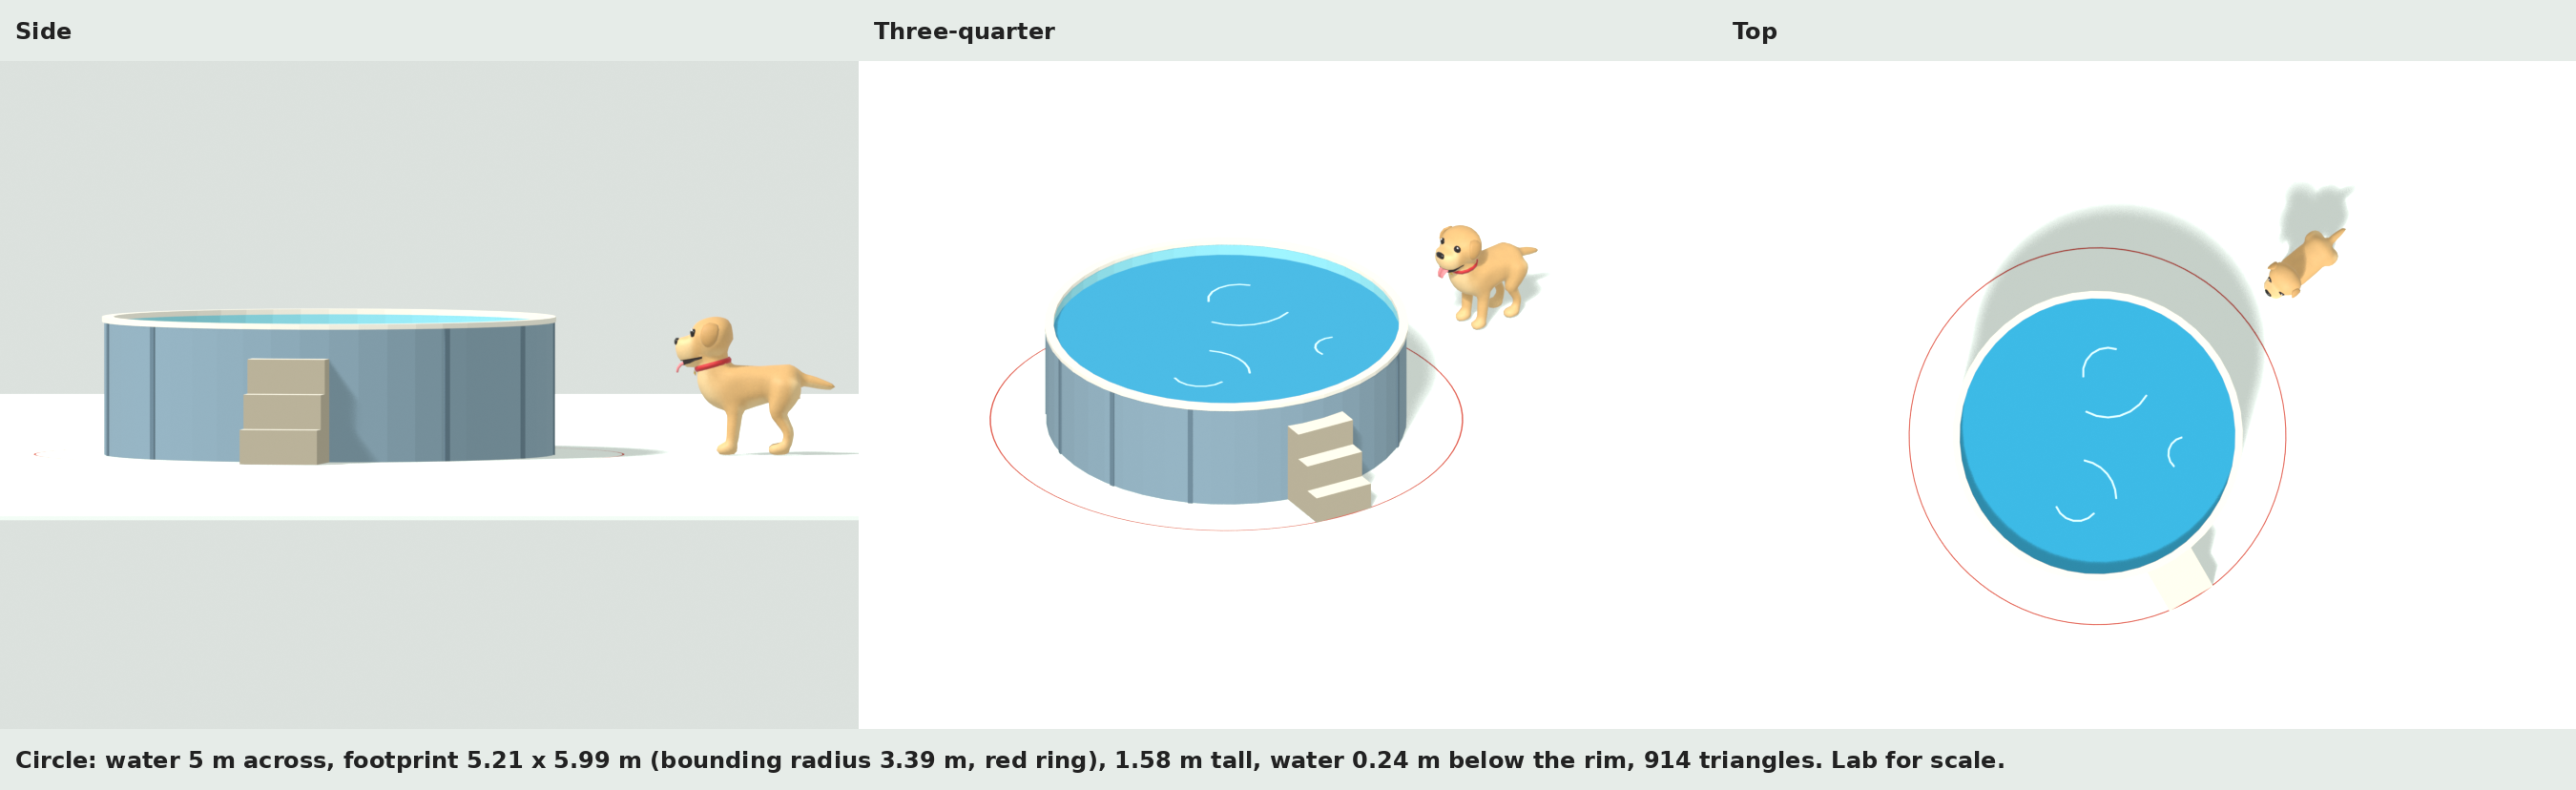 Side
Three-quarter
Top
Circle: water 5 m across, footprint 5.21 x 5.99 m (bounding radius 3.39 m, red ring), 1.58 m tall, water 0.24 m below the rim, 914 triangles. Lab for scale.